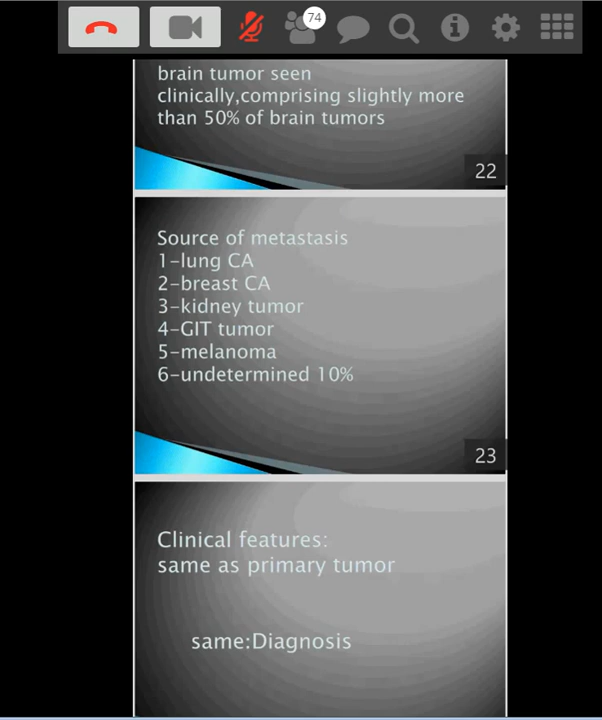 74
brain tumor seen
clinically,comprising slightly more
than 50% of brain tumors
22
Source of metastasis
1-lung CA
2-breast CA
3-kidney tumor
4-GIT tumor
5-melanoma
6-undetermined 10%
23
Clinical features:
same as primary tumor
same:Diagnosis